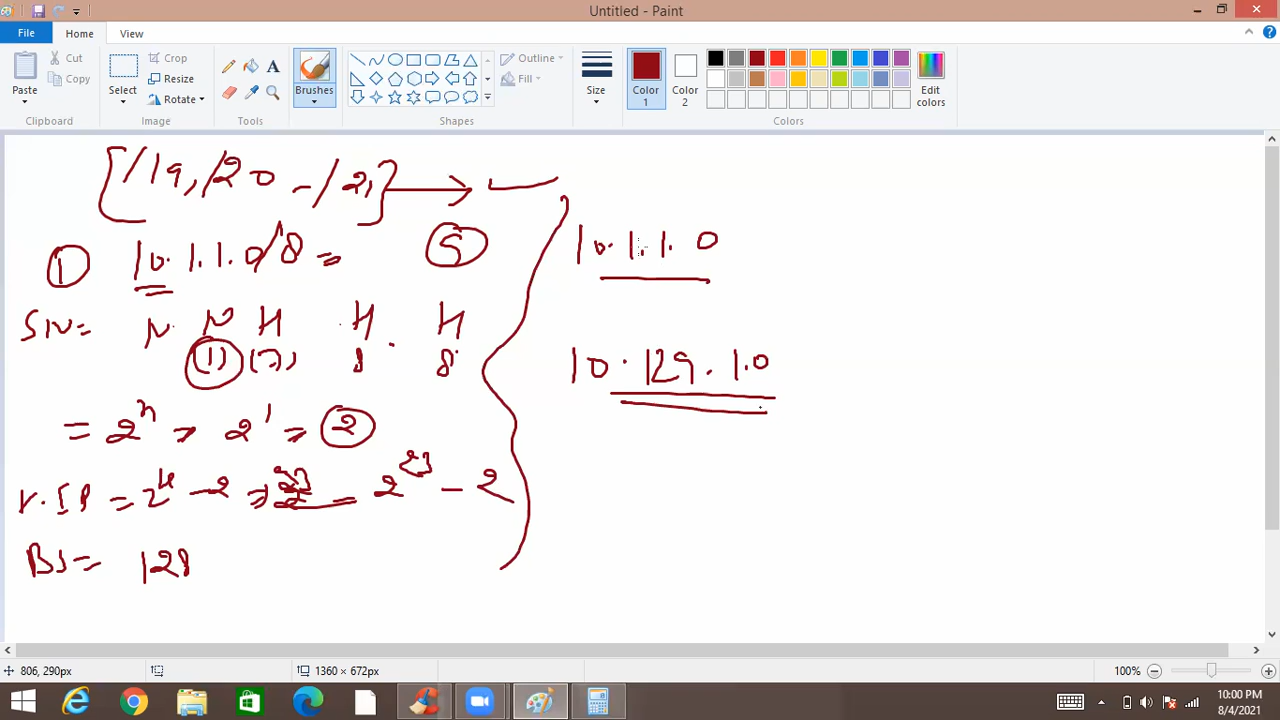 Untitled - Paint
File
Home
View
Paste
Cut
Copy
Clipboard
Select
Crop
Resize
Rotate
Image
A
Tools
Brushes
Outline
Fill
Shapes
Size
Color 1
Color 2
Edit colors
Colors
[/19, /20 - /2,]
① 10.1.1.0/8 =
5
SN= N. N H H. H
(1) (7) 8 8.
= 2^n = 2^1 = 2
V.IP = 2^H - 2 = 2^23 = 2^23 - 2
BS = 128
10.1.1.0
10.129.1.0
806, 290px
1360 × 672px
100%
10:00 PM
8/4/2021